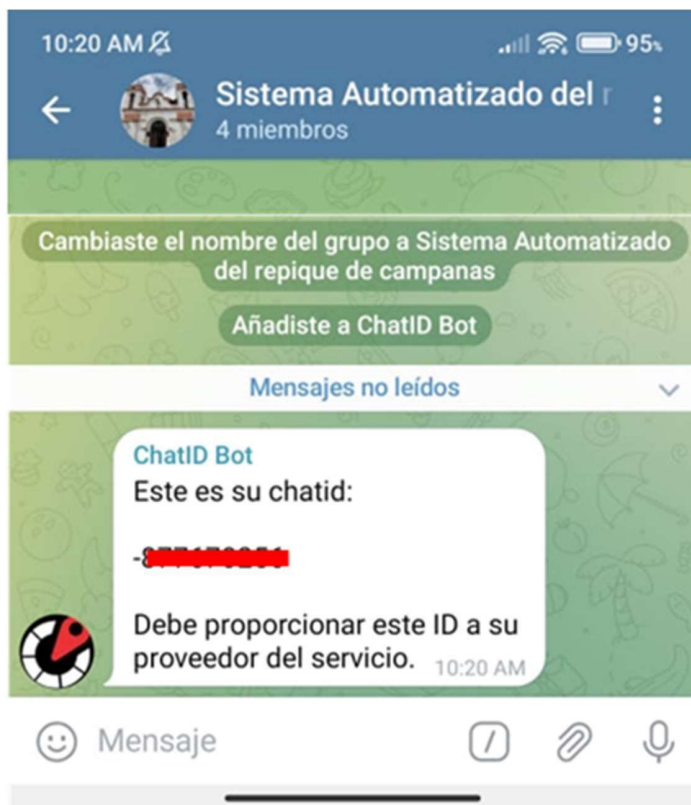 10:20 AM
95%
Sistema Automatizado del
4 miembros
Cambiaste el nombre del grupo a Sistema Automatizado
del repique de campanas
Añadiste a ChatID Bot
Mensajes no leídos
ChatID Bot
Este es su chatid:
Debe proporcionar este ID a su
proveedor del servicio. 10:20 AM
Mensaje